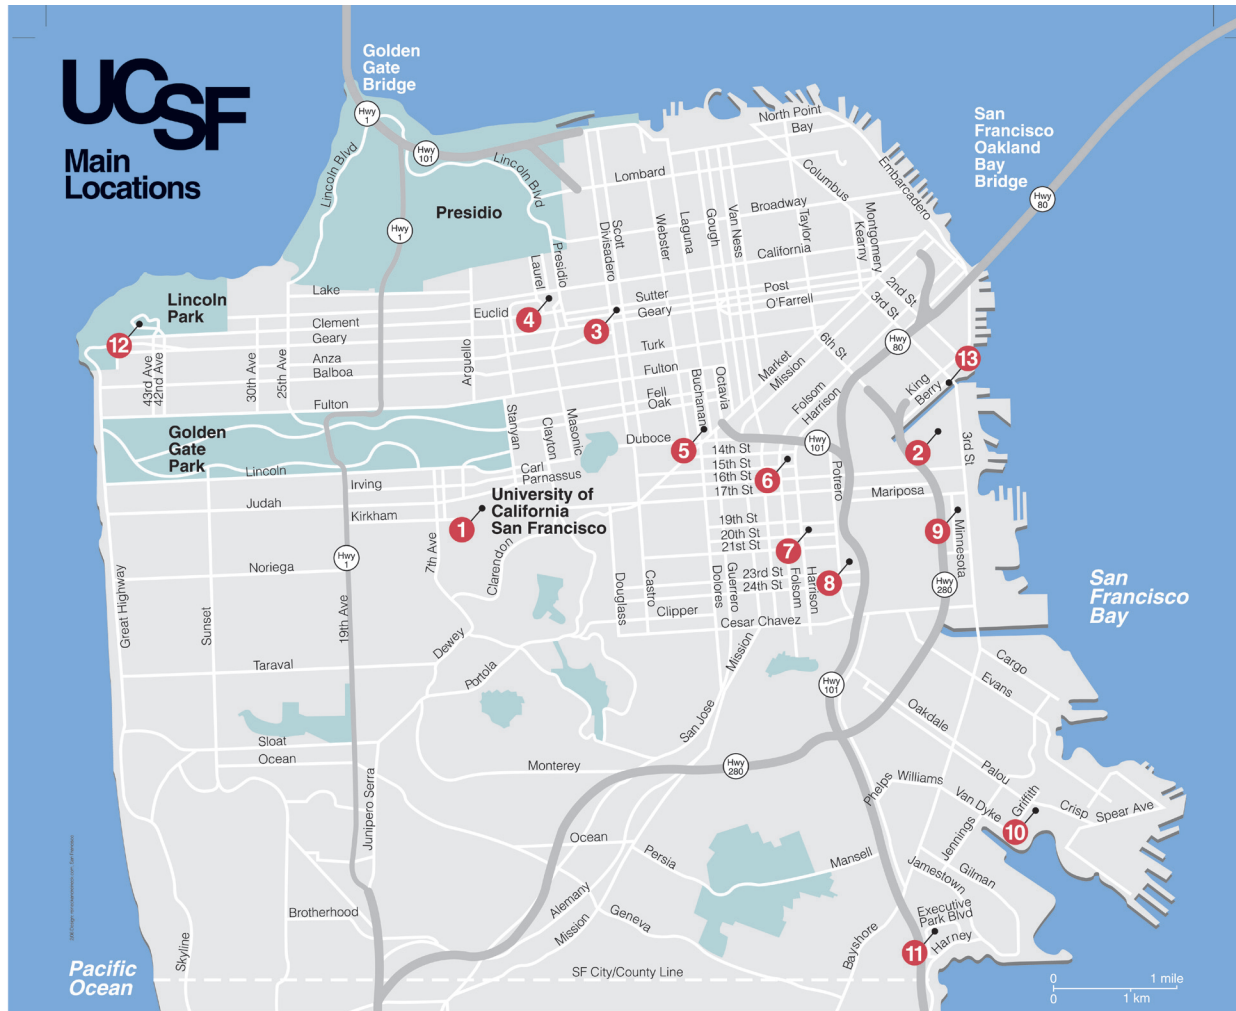 UCSF
Main
Locations
Golden
Gate
Bridge
San
Francisco
Oakland
Bay
Bridge
Hwy
1
Hwy
101
Hwy
1
Hwy
80
Lincoln Blvd
Lincoln Blvd
Presidio
North Point
Bay
Columbus
Embarcadero
Lombard
Broadway
California
Scott
Divisadero
Webster
Laguna
Gough
Van Ness
Taylor
Montgomery
Kearny
Laurel
Presidio
Lake
Lincoln
Park
Clement
Geary
Euclid
Sutter
Geary
Post
O'Farrell
2nd St
3rd St
4
3
12
43rd Ave
42nd Ave
30th Ave
25th Ave
Anza
Balboa
Arguello
Turk
Fulton
Fulton
Fell
Oak
Buchanan
Octavia
Market
Mission
6th St
Hwy
80
13
King
Berry
Folsom
Harrison
Golden
Gate
Park
Stanyan
Clayton
Masonic
Duboce
5
14th St
15th St
16th St
17th St
6
Hwy
101
Potrero
2
3rd St
Lincoln
Irving
Carl
Parnassus
Judah
Kirkham
University of
California
San Francisco
1
Mariposa
9
Minnesota
19th St
20th St
21st St
7
8
23rd St
24th St
Great Highway
Sunset
Noriega
Hwy
1
19th Ave
7th Ave
Clarendon
Douglass
Castro
Dolores
Guerrero
Folsom
Harrison
Clipper
Cesar Chavez
Hwy
280
San
Francisco
Bay
Taraval
Dewey
Portola
Mission
San Jose
Hwy
101
Cargo
Evans
Oakdale
Sloat
Ocean
Monterey
Hwy
280
Palou
Phelps
Williams
Van Dyke
Griffith
Crisp
Spear Ave
10
Junipero Serra
Ocean
Persia
Mansell
Jennings
Jamestown
Gilman
Alemany
Mission
Geneva
Brotherhood
Executive
Park Blvd
Harney
11
Bayshore
Skyline
Pacific
Ocean
SF City/County Line
0
1 mile
0
1 km